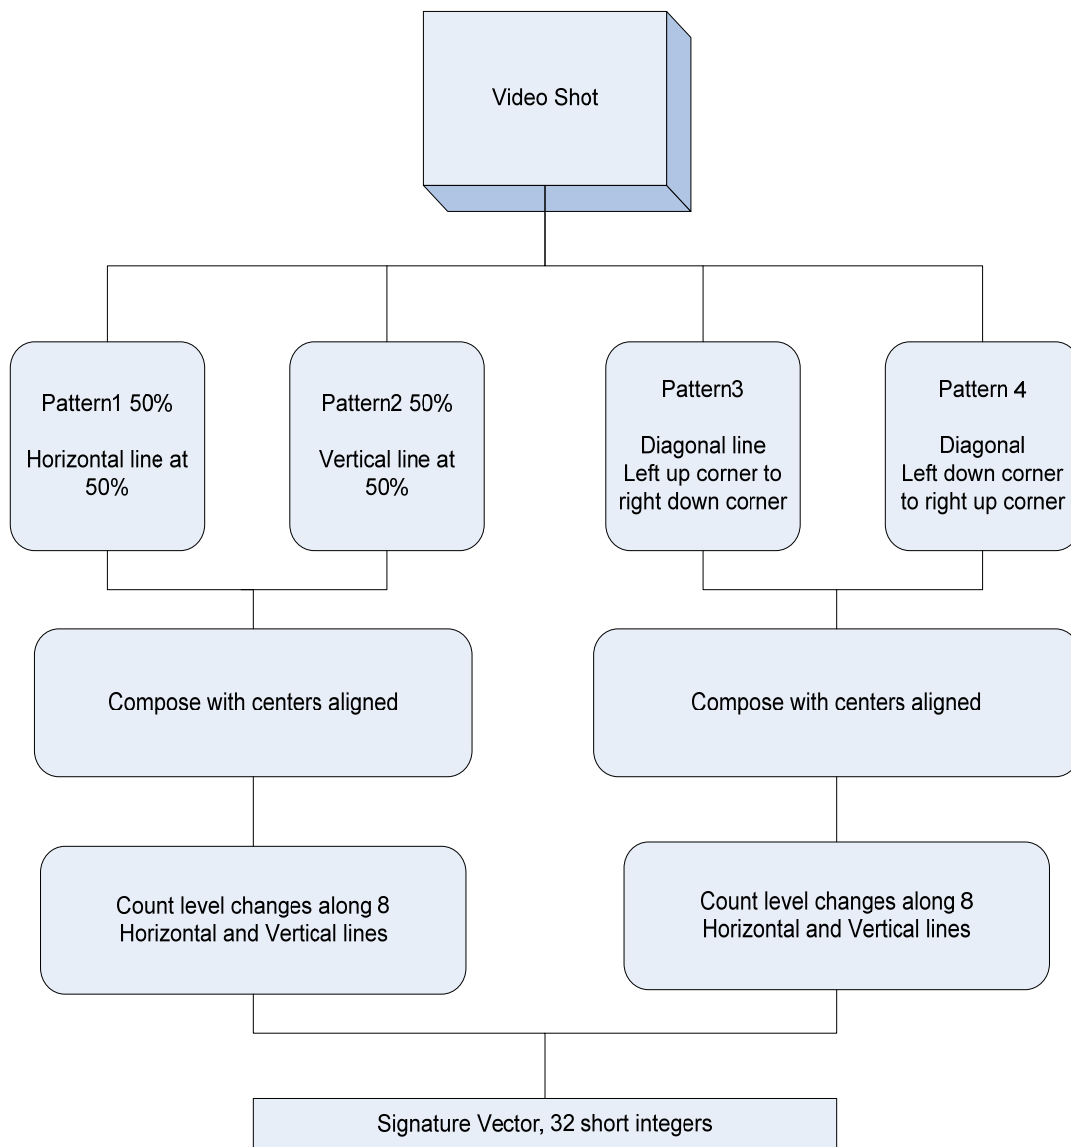 Video Shot
Pattern1 50%
Horizontal line at
50%
Pattern2 50%
Vertical line at
50%
Pattern3
Diagonal line
Left up corner to
right down corner
Pattern 4
Diagonal
Left down corner
to right up corner
Compose with centers aligned
Compose with centers aligned
Count level changes along 8
Horizontal and Vertical lines
Count level changes along 8
Horizontal and Vertical lines
Signature Vector, 32 short integers